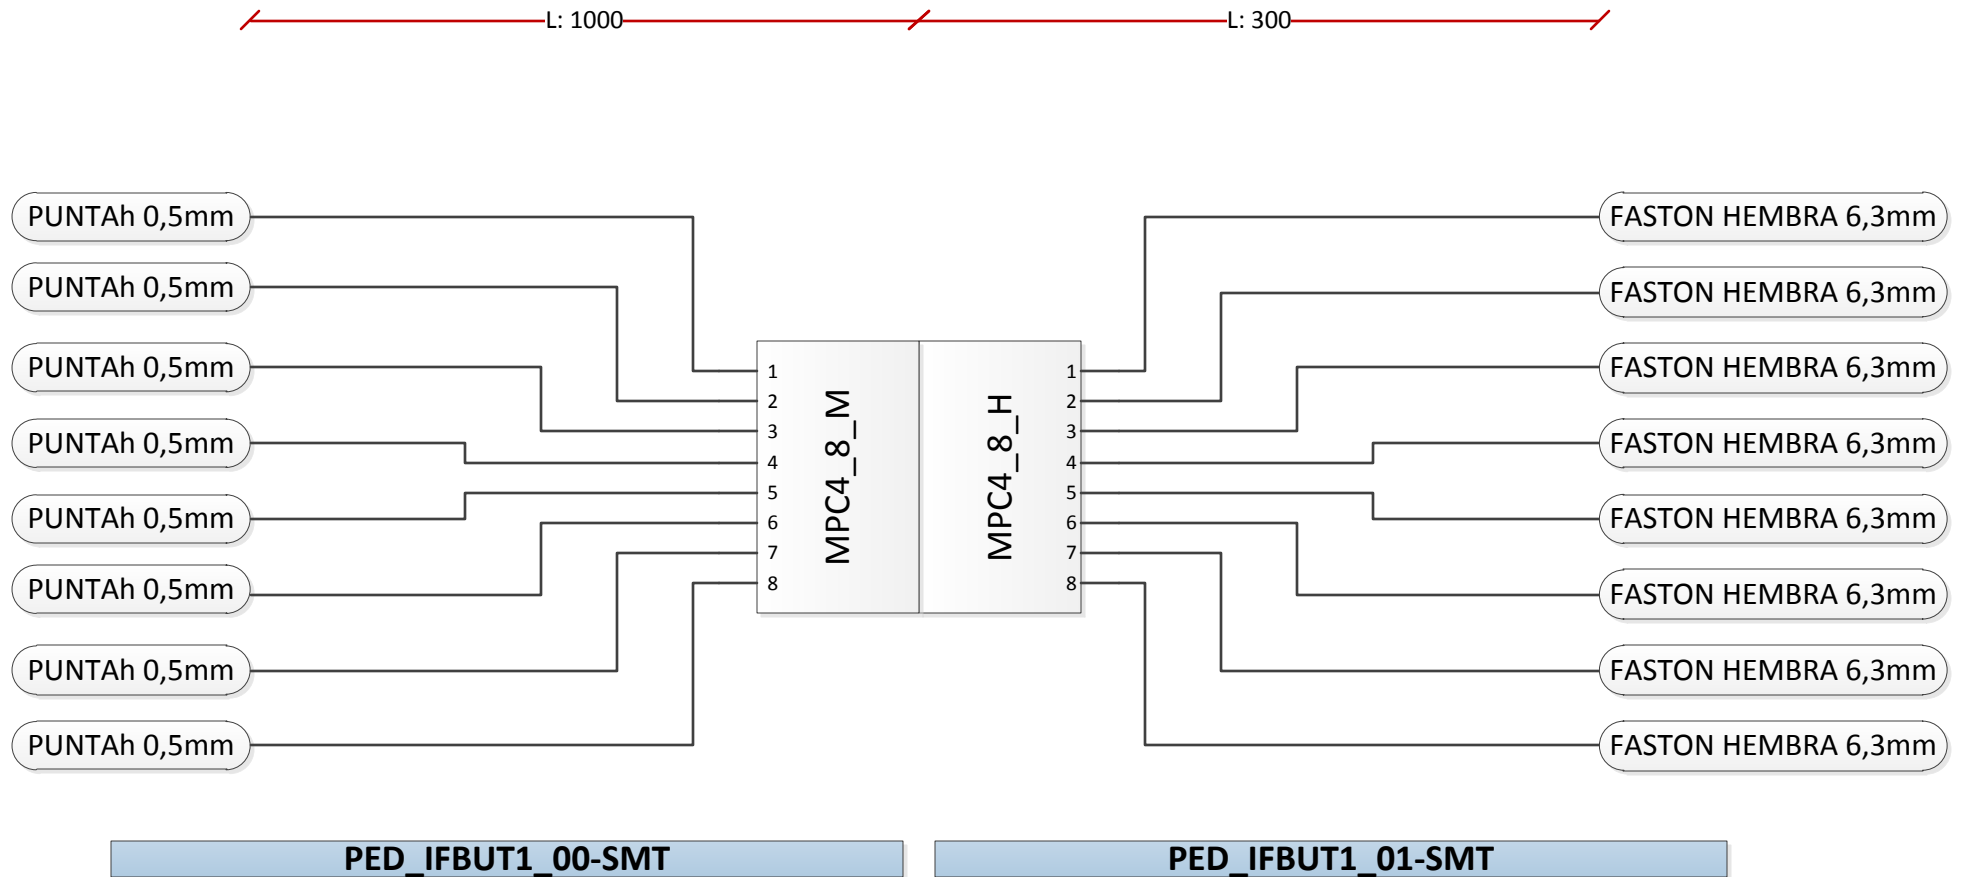 L: 1000 L: 300
PUNTAh 0,5mm FASTON HEMBRA 6,3mm
PUNTAh 0,5mm FASTON HEMBRA 6,3mm
PUNTAh 0,5mm FASTON HEMBRA 6,3mm
PUNTAh 0,5mm FASTON HEMBRA 6,3mm
PUNTAh 0,5mm FASTON HEMBRA 6,3mm
PUNTAh 0,5mm FASTON HEMBRA 6,3mm
PUNTAh 0,5mm FASTON HEMBRA 6,3mm
PUNTAh 0,5mm FASTON HEMBRA 6,3mm
MPC4_8_M
MPC4_8_H
1 1
2 2
3 3
4 4
5 5
6 6
7 7
8 8
PED_IFBUT1_00-SMT PED_IFBUT1_01-SMT